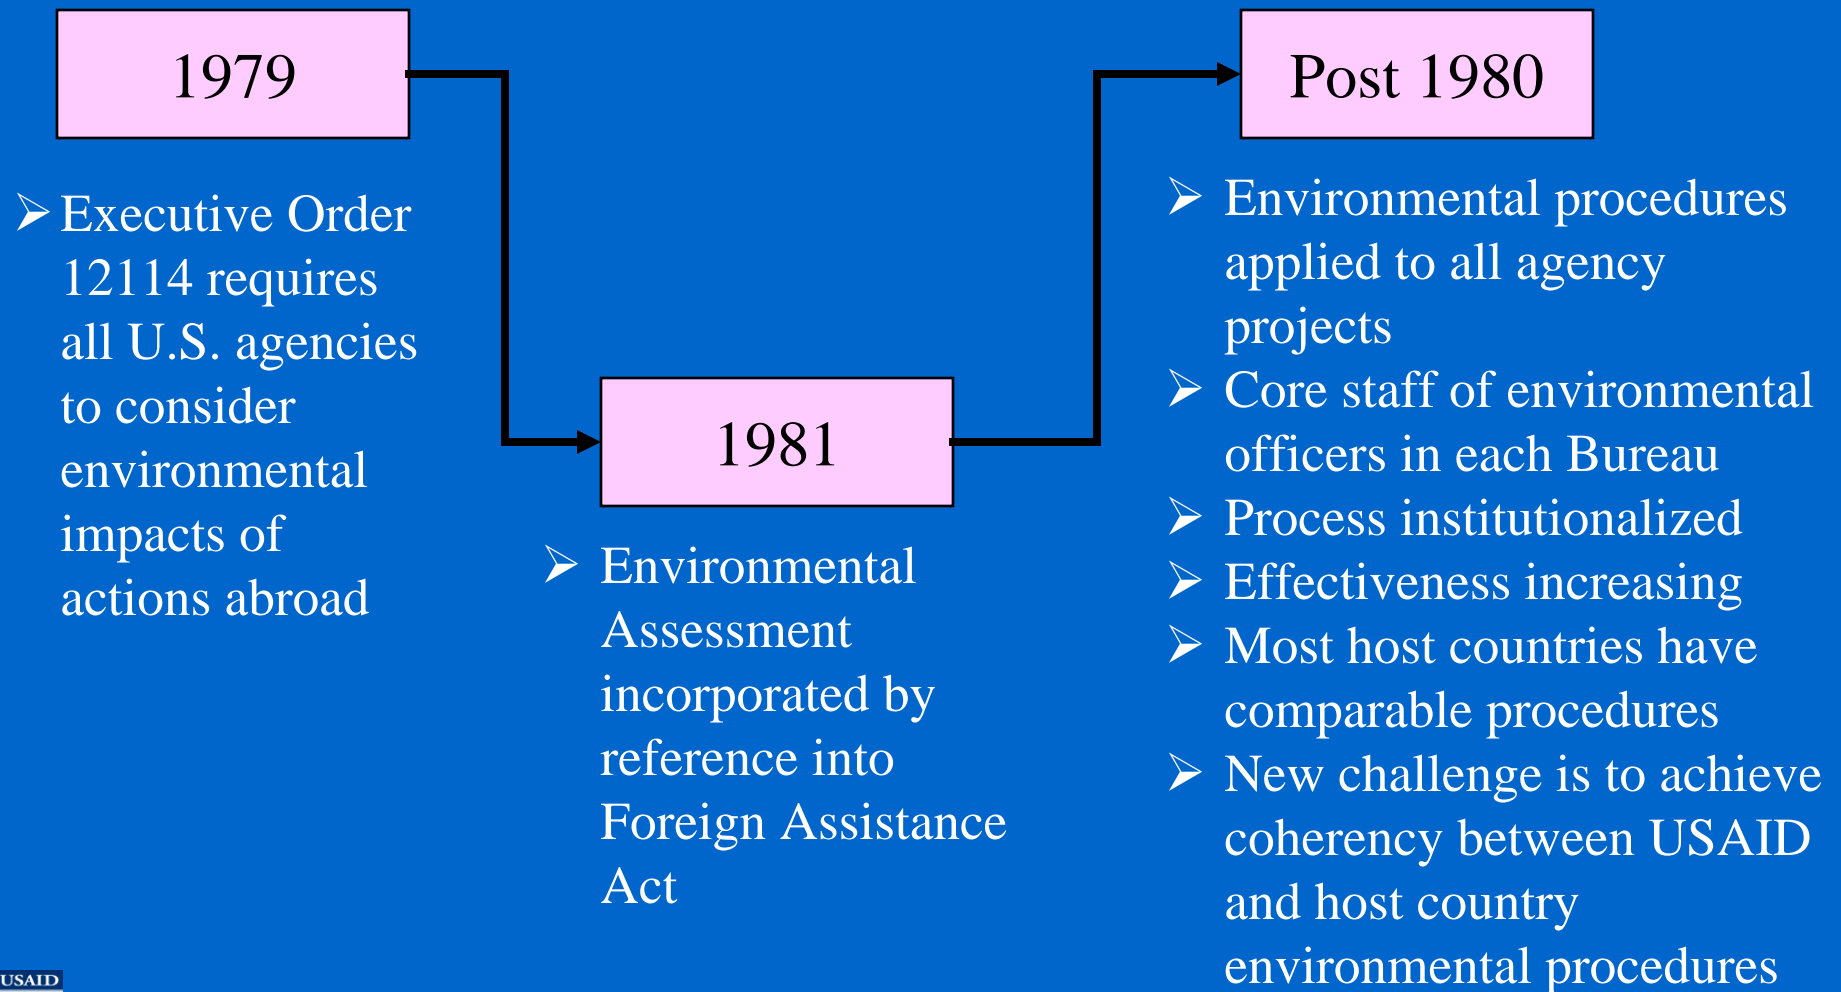 1979
➢ Executive Order
12114 requires
all U.S. agencies
to consider
environmental
impacts of
actions abroad
1981
➢ Environmental
Assessment
incorporated by
reference into
Foreign Assistance
Act
Post 1980
➢ Environmental procedures
applied to all agency
projects
➢ Core staff of environmental
officers in each Bureau
➢ Process institutionalized
➢ Effectiveness increasing
➢ Most host countries have
comparable procedures
➢ New challenge is to achieve
coherency between USAID
and host country
environmental procedures
USAID